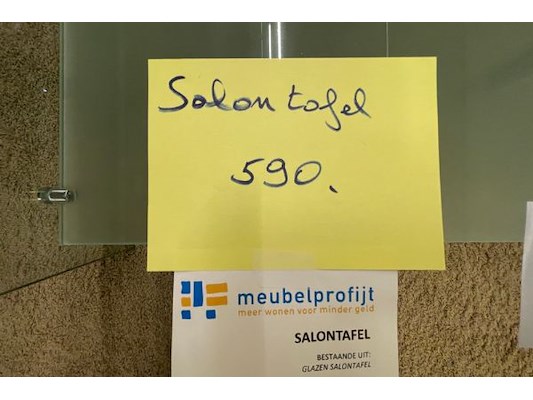 Salon tafel
590.
meubelprofijt
meer wonen voor minder geld
SALONTAFEL
BESTAANDE UIT:
GLAZEN SALONTAFEL